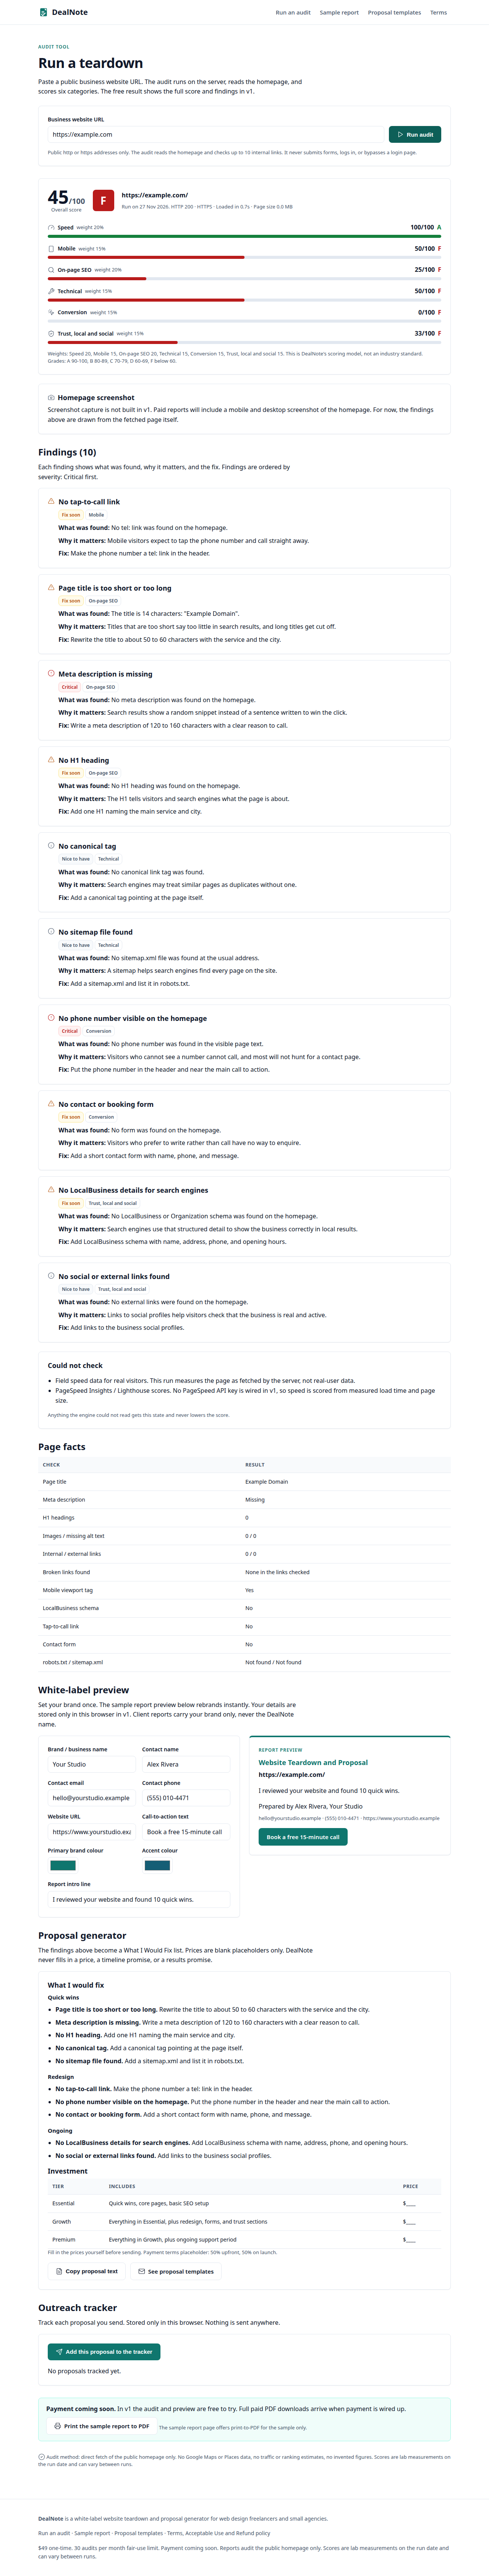 DealNote
Run an audit
Sample report
Proposal templates
Terms
AUDIT TOOL
Run a teardown
Paste a public business website URL. The audit runs on the server, reads the homepage, and
scores six categories. The free result shows the full score and findings in v1.
Business website URL
https://example.com
Run audit
Public http or https addresses only. The audit reads the homepage and checks up to 10 internal links. It never submits forms, logs in, or bypasses a login page.
45/100
Overall score
F
https://example.com/
Run on 27 Nov 2026. HTTP 200 · HTTPS · Loaded in 0.7s · Page size 0.0 MB
Speed weight 20% 100/100 A
Mobile weight 15% 50/100 F
On-page SEO weight 20% 25/100 F
Technical weight 15% 50/100 F
Conversion weight 15% 0/100 F
Trust, local and social weight 15% 33/100 F
Weights: Speed 20, Mobile 15, On-page SEO 20, Technical 15, Conversion 15, Trust, local and social 15. This is DealNote's scoring model, not an industry standard.
Grades: A 90-100, B 80-89, C 70-79, D 60-69, F below 60.
Homepage screenshot
Screenshot capture is not built in v1. Paid reports will include a mobile and desktop screenshot of the homepage. For now, the findings
above are drawn from the fetched page itself.
Findings (10)
Each finding shows what was found, why it matters, and the fix. Findings are ordered by
severity: Critical first.
No tap-to-call link
Fix soon Mobile
What was found: No tel: link was found on the homepage.
Why it matters: Mobile visitors expect to tap the phone number and call straight away.
Fix: Make the phone number a tel: link in the header.
Page title is too short or too long
Fix soon On-page SEO
What was found: The title is 14 characters: "Example Domain".
Why it matters: Titles that are too short say too little in search results, and long titles get cut off.
Fix: Rewrite the title to about 50 to 60 characters with the service and the city.
Meta description is missing
Critical On-page SEO
What was found: No meta description was found on the homepage.
Why it matters: Search results show a random snippet instead of a sentence written to win the click.
Fix: Write a meta description of 120 to 160 characters with a clear reason to call.
No H1 heading
Fix soon On-page SEO
What was found: No H1 heading was found on the homepage.
Why it matters: The H1 tells visitors and search engines what the page is about.
Fix: Add one H1 naming the main service and city.
No canonical tag
Nice to have Technical
What was found: No canonical link tag was found.
Why it matters: Search engines may treat similar pages as duplicates without one.
Fix: Add a canonical tag pointing at the page itself.
No sitemap file found
Nice to have Technical
What was found: No sitemap.xml file was found at the usual address.
Why it matters: A sitemap helps search engines find every page on the site.
Fix: Add a sitemap.xml and list it in robots.txt.
No phone number visible on the homepage
Critical Conversion
What was found: No phone number was found in the visible page text.
Why it matters: Visitors who cannot see a number cannot call, and most will not hunt for a contact page.
Fix: Put the phone number in the header and near the main call to action.
No contact or booking form
Fix soon Conversion
What was found: No form was found on the homepage.
Why it matters: Visitors who prefer to write rather than call have no way to enquire.
Fix: Add a short contact form with name, phone, and message.
No LocalBusiness details for search engines
Fix soon Trust, local and social
What was found: No LocalBusiness or Organization schema was found on the homepage.
Why it matters: Search engines use that structured detail to show the business correctly in local results.
Fix: Add LocalBusiness schema with name, address, phone, and opening hours.
No social or external links found
Nice to have Trust, local and social
What was found: No external links were found on the homepage.
Why it matters: Links to social profiles help visitors check that the business is real and active.
Fix: Add links to the business social profiles.
Could not check
• Field speed data for real visitors. This run measures the page as fetched by the server, not real-user data.
• PageSpeed Insights / Lighthouse scores. No PageSpeed API key is wired in v1, so speed is scored from measured load time and page
size.
Anything the engine could not read gets this state and never lowers the score.
Page facts
CHECK RESULT
Page title Example Domain
Meta description Missing
H1 headings 0
Images / missing alt text 0 / 0
Internal / external links 0 / 0
Broken links found None in the links checked
Mobile viewport tag Yes
LocalBusiness schema No
Tap-to-call link No
Contact form No
robots.txt / sitemap.xml Not found / Not found
White-label preview
Set your brand once. The sample report preview below rebrands instantly. Your details are
stored only in this browser in v1. Client reports carry your brand only, never the DealNote
name.
Brand / business name
Your Studio
Contact name
Alex Rivera
Contact email
hello@yourstudio.example
Contact phone
(555) 010-4471
Website URL
https://www.yourstudio.exa
Call-to-action text
Book a free 15-minute call
Primary brand colour
Accent colour
Report intro line
I reviewed your website and found 10 quick wins.
REPORT PREVIEW
Website Teardown and Proposal
https://example.com/
I reviewed your website and found 10 quick wins.
Prepared by Alex Rivera, Your Studio
hello@yourstudio.example · (555) 010-4471 · https://www.yourstudio.example
Book a free 15-minute call
Proposal generator
The findings above become a What I Would Fix list. Prices are blank placeholders only. DealNote
never fills in a price, a timeline promise, or a results promise.
What I would fix
Quick wins
• Page title is too short or too long. Rewrite the title to about 50 to 60 characters with the service and the city.
• Meta description is missing. Write a meta description of 120 to 160 characters with a clear reason to call.
• No H1 heading. Add one H1 naming the main service and city.
• No canonical tag. Add a canonical tag pointing at the page itself.
• No sitemap file found. Add a sitemap.xml and list it in robots.txt.
Redesign
• No tap-to-call link. Make the phone number a tel: link in the header.
• No phone number visible on the homepage. Put the phone number in the header and near the main call to action.
• No contact or booking form. Add a short contact form with name, phone, and message.
Ongoing
• No LocalBusiness details for search engines. Add LocalBusiness schema with name, address, phone, and opening hours.
• No social or external links found. Add links to the business social profiles.
Investment
TIER INCLUDES PRICE
Essential Quick wins, core pages, basic SEO setup $____
Growth Everything in Essential, plus redesign, forms, and trust sections $____
Premium Everything in Growth, plus ongoing support period $____
Fill in the prices yourself before sending. Payment terms placeholder: 50% upfront, 50% on launch.
Copy proposal text
See proposal templates
Outreach tracker
Track each proposal you send. Stored only in this browser. Nothing is sent anywhere.
Add this proposal to the tracker
No proposals tracked yet.
Payment coming soon. In v1 the audit and preview are free to try. Full paid PDF downloads arrive when payment is wired up.
Print the sample report to PDF
The sample report page offers print-to-PDF for the sample only.
Audit method: direct fetch of the public homepage only. No Google Maps or Places data, no traffic or ranking estimates, no invented figures. Scores are lab measurements on
the run date and can vary between runs.
DealNote is a white-label website teardown and proposal generator for web design freelancers and small agencies.
Run an audit · Sample report · Proposal templates · Terms, Acceptable Use and Refund policy
$49 one-time. 30 audits per month fair-use limit. Payment coming soon. Reports audit the public homepage only. Scores are lab measurements on the run date and
can vary between runs.